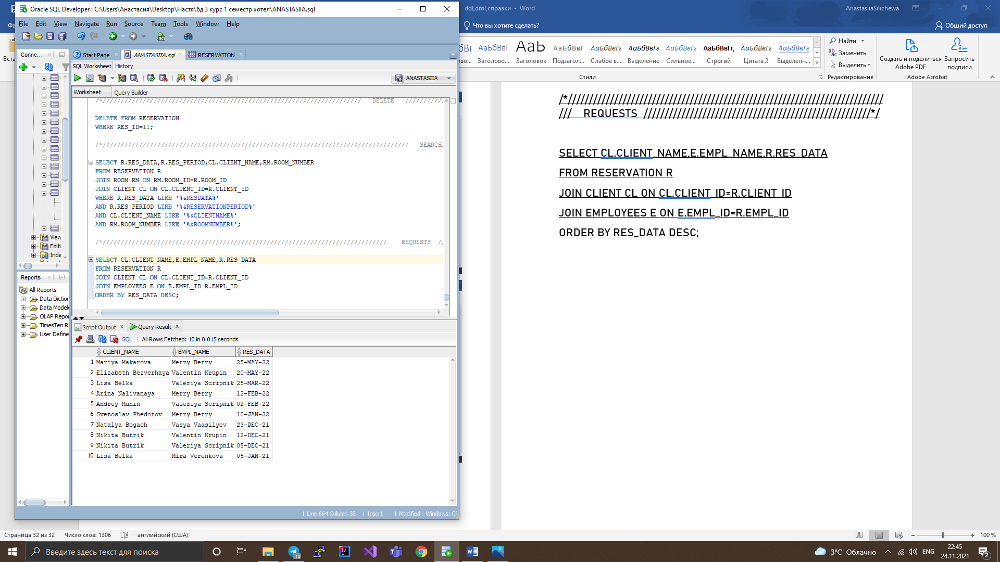 Oracle SQL Developer : C:\Users\Анастасия\Desktop\Настя\бд 3 курс 1 семестр хотел\ANASTASIIA.sql
File Edit View Navigate Run Source Team Tools Window Help
Conne...
Start Page
ANASTASIIA.sql
RESERVATION
SQL Worksheet History
ANASTASIIA
Worksheet Query Builder
/*/////////////////////////////////////////////////////////////////////// DELETE ///////////
DELETE FROM RESERVATION
WHERE RES_ID=11;
/*//////////////////////////////////////////////////////////////////////////////////// SEARCH
SELECT R.RES_DATA,R.RES_PERIOD,CL.CLIENT_NAME,RM.ROOM_NUMBER
FROM RESERVATION R
JOIN ROOM RM ON RM.ROOM_ID=R.ROOM_ID
JOIN CLIENT CL ON CL.CLIENT_ID=R.CLIENT_ID
WHERE R.RES_DATA LIKE '%&RESDATA%'
AND R.RES_PERIOD LIKE '%&RESERVATIONPERIOD%'
AND CL.CLIENT_NAME LIKE '%&CLIENTNAME%'
AND RM.ROOM_NUMBER LIKE '%&ROOMNUMBER%';
/*////////////////////////////////////////////////////////////////////////////// REQUESTS /
SELECT CL.CLIENT_NAME,E.EMPL_NAME,R.RES_DATA
FROM RESERVATION R
JOIN CLIENT CL ON CL.CLIENT_ID=R.CLIENT_ID
JOIN EMPLOYEES E ON E.EMPL_ID=R.EMPL_ID
ORDER BY RES_DATA DESC;
View
Editi
Inde
Reports
All Reports
Data Diction
Data Modele
OLAP Repo
TimesTen R
User Define
Script Output
Query Result
SQL | All Rows Fetched: 10 in 0.015 seconds
CLIENT_NAME EMPL_NAME RES_DATA
1 Mariya Makarova Merry Berry 25-MAY-22
2 Elizabeth Bezverhaya Valentin Krupin 20-MAY-22
3 Lisa Belka Valeriya Scripnik 25-MAR-22
4 Arina Nalivanaya Merry Berry 12-FEB-22
5 Andrey Muhin Valeriya Scripnik 02-FEB-22
6 Svetoslav Phedorov Merry Berry 10-JAN-22
7 Natalya Bogach Vasya Vaasilyev 23-DEC-21
8 Nikita Butrik Valentin Krupin 12-DEC-21
9 Nikita Butrik Valeriya Scripnik 05-DEC-21
10 Lisa Belka Mira Verenkova 05-JAN-21
| Line 664 Column 38 | Insert | Modified | Windows: C
ddl,dml,справки - Word
AnastasiiaSilichewa
Что вы хотите сделать?
Общий доступ
Фа
Вста
АаБбВвГ АаБбВвГ АаБбВвГг АаБбВвГг АаБбВвГг АаБбВвГг, АаБбВвГг АаБбВвГг
Заголово... Заголовок Подзагол... Слабое в... Выделение Сильное... Строгий Цитата 2 Выделенн...
Стили
Найти
Заменить
Выделить
Редактирование
Создать и поделиться
Adobe PDF
Запросить
подписи
Adobe Acrobat
/*////////////////////////////////////////////////////////////////////////////
/// REQUESTS //////////////////////////////////////////////////////*/
SELECT CL.CLIENT_NAME,E.EMPL_NAME,R.RES_DATA
FROM RESERVATION R
JOIN CLIENT CL ON CL.CLIENT_ID=R.CLIENT_ID
JOIN EMPLOYEES E ON E.EMPL_ID=R.EMPL_ID
ORDER BY RES_DATA DESC;
Страница 32 из 32 Число слов: 1306 английский (США)
100 %
Введите здесь текст для поиска
3°C Облачно
ENG
22:45
24.11.2021
2